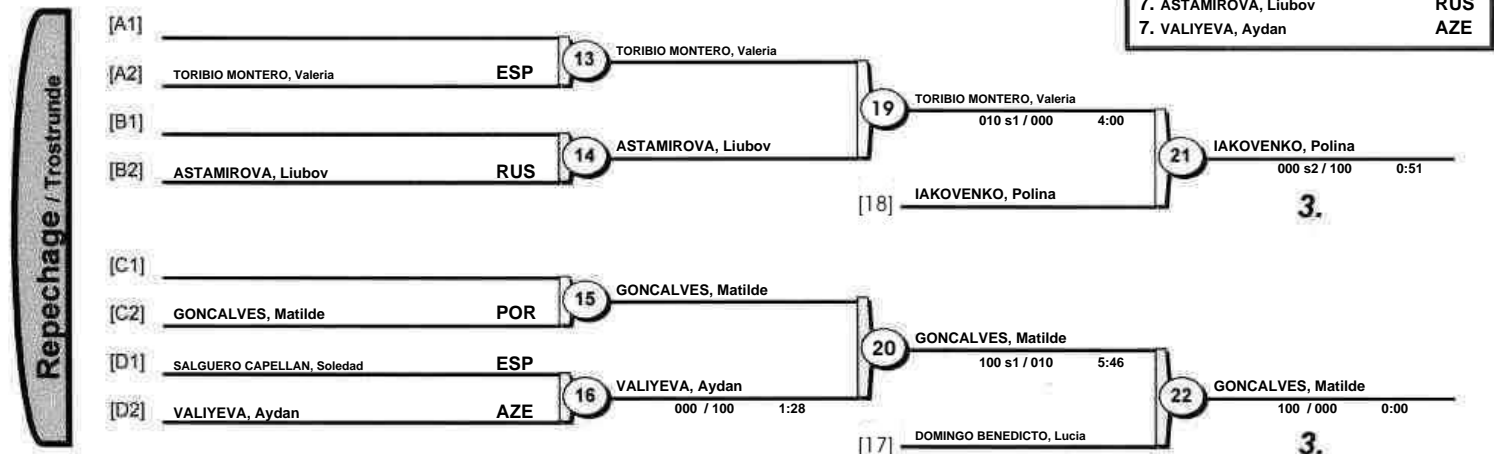 7. ASTAMIROVA, Liubov RUS
7. VALIYEVA, Aydan AZE
Repechage / Trostrunde
[A1]
13 TORIBIO MONTERO, Valeria
[A2] TORIBIO MONTERO, Valeria ESP
19 TORIBIO MONTERO, Valeria
010 s1 / 000 4:00
[B1]
14 ASTAMIROVA, Liubov
21 IAKOVENKO, Polina
000 s2 / 100 0:51
[B2] ASTAMIROVA, Liubov RUS
[18] IAKOVENKO, Polina
3.
[C1]
15 GONCALVES, Matilde
[C2] GONCALVES, Matilde POR
20 GONCALVES, Matilde
100 s1 / 010 5:46
[D1] SALGUERO CAPELLAN, Soledad ESP
16 VALIYEVA, Aydan
000 / 100 1:28
22 GONCALVES, Matilde
100 / 000 0:00
[D2] VALIYEVA, Aydan AZE
[17] DOMINGO BENEDICTO, Lucia
3.